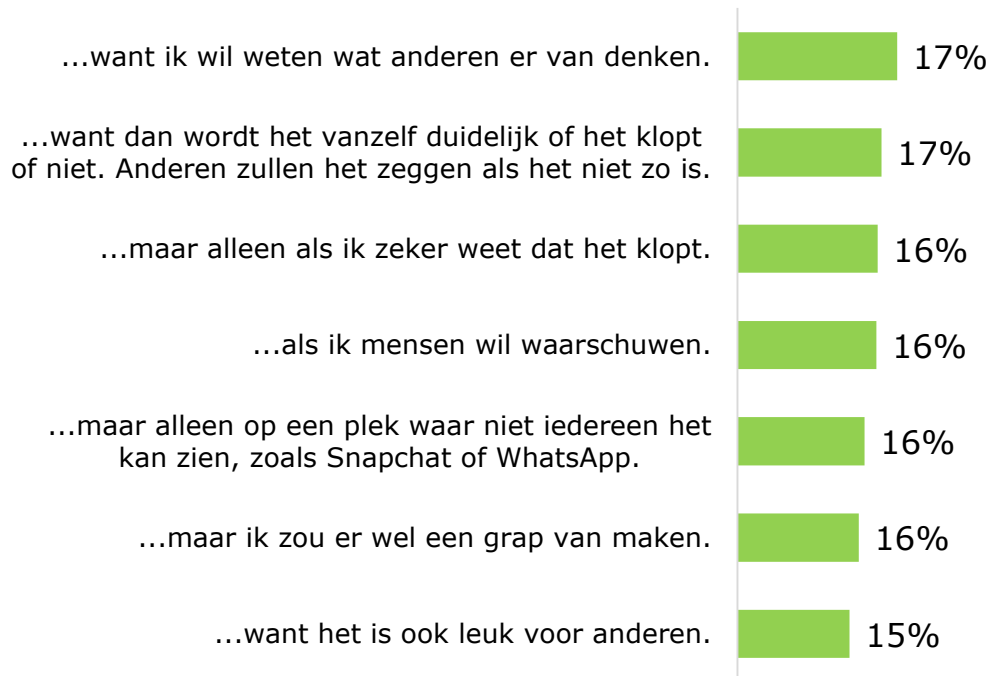 ...want ik wil weten wat anderen er van denken.
17%
...want dan wordt het vanzelf duidelijk of het klopt
of niet. Anderen zullen het zeggen als het niet zo is.
17%
...maar alleen als ik zeker weet dat het klopt.
16%
...als ik mensen wil waarschuwen.
16%
...maar alleen op een plek waar niet iedereen het
kan zien, zoals Snapchat of WhatsApp.
16%
...maar ik zou er wel een grap van maken.
16%
...want het is ook leuk voor anderen.
15%